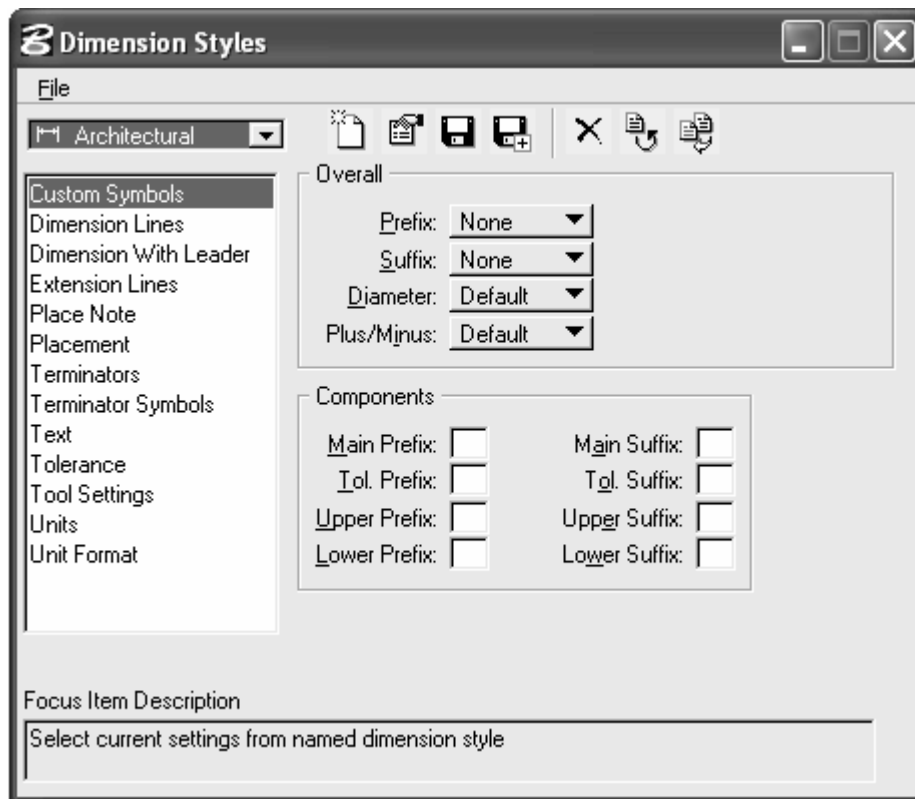 Dimension Styles
File
Architectural
Custom Symbols
Dimension Lines
Dimension With Leader
Extension Lines
Place Note
Placement
Terminators
Terminator Symbols
Text
Tolerance
Tool Settings
Units
Unit Format
Overall
Prefix: None
Suffix: None
Diameter: Default
Plus/Minus: Default
Components
Main Prefix: Main Suffix:
Tol. Prefix: Tol. Suffix:
Upper Prefix: Upper Suffix:
Lower Prefix: Lower Suffix:
Focus Item Description
Select current settings from named dimension style